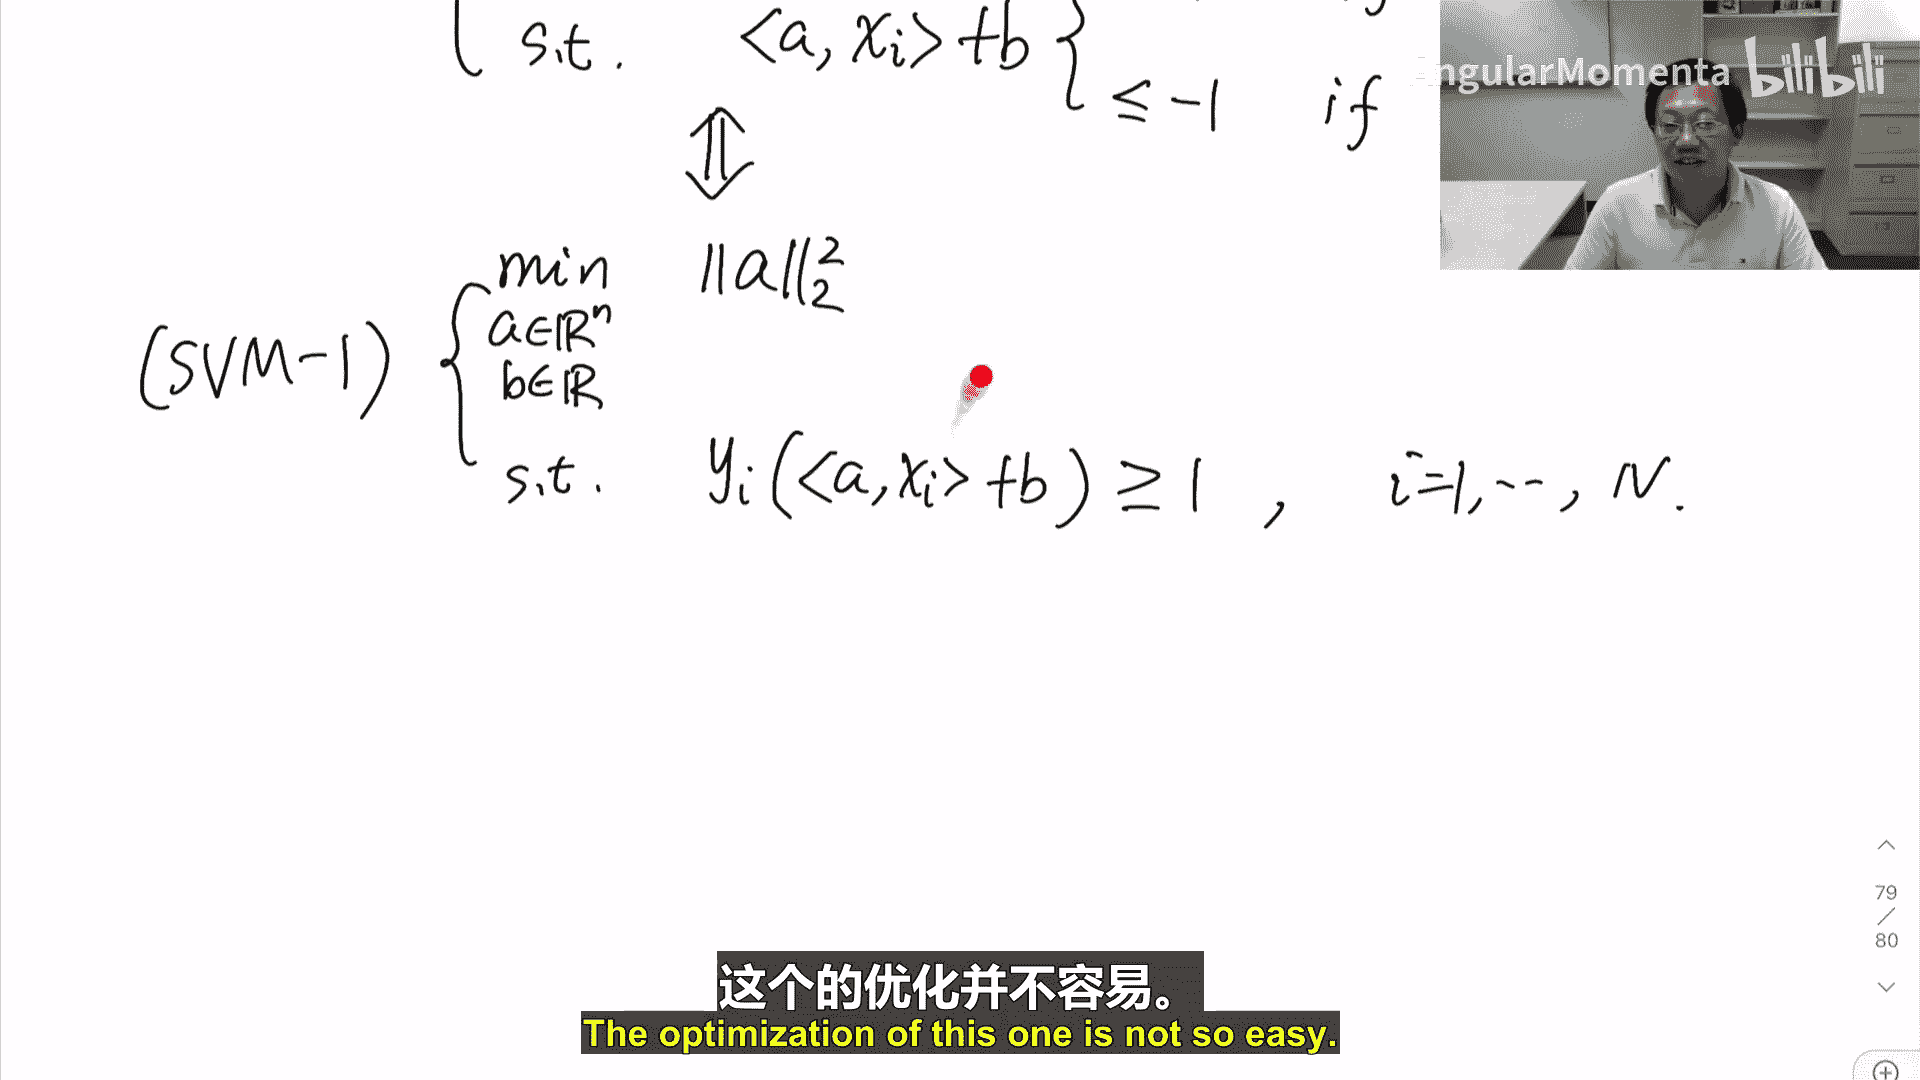 s.t. <a, xi> +b {
≤ -1 if
AngularMomenta bilibili
⇕
(SVM-1) { min ||a||₂²
a∈ℝⁿ
b∈ℝ
s.t. yi(<a, xi> +b) ≥ 1 , i=1, ..., N.
79
/
80
这个的优化并不容易。
The optimization of this one is not so easy.